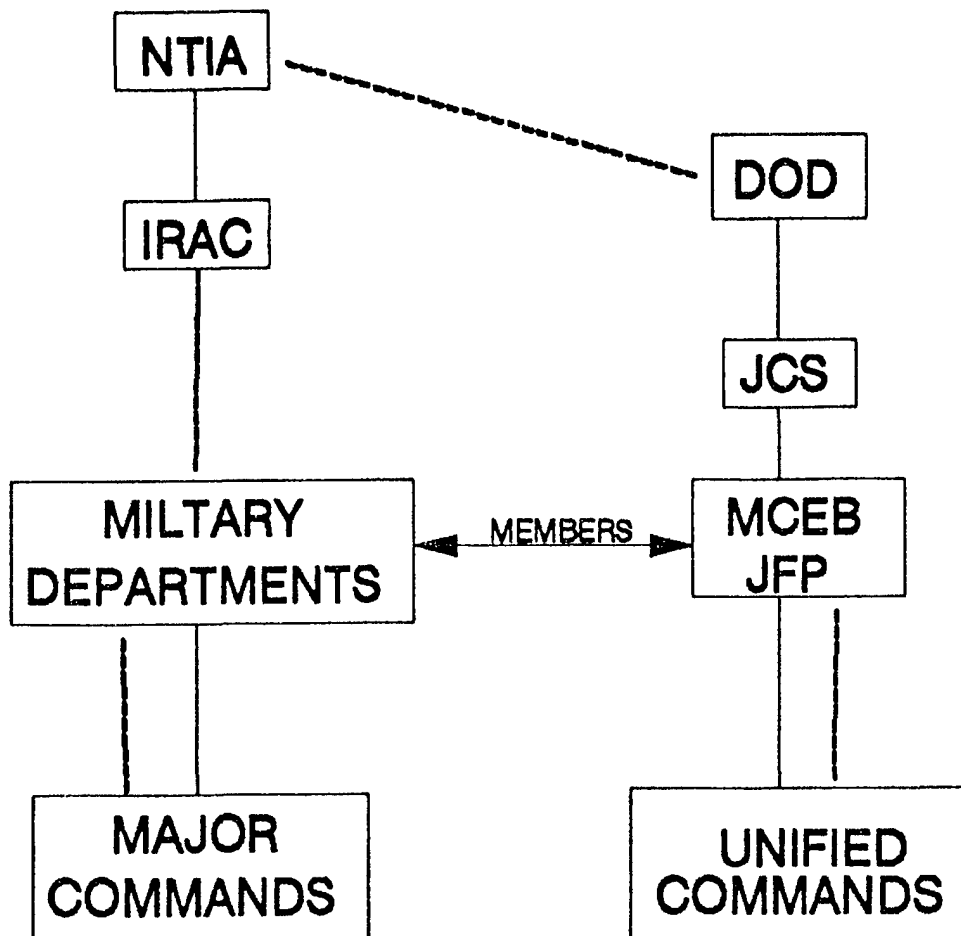 NTIA
DOD
IRAC
JCS
MILTARY
DEPARTMENTS
MEMBERS
MCEB
JFP
MAJOR
COMMANDS
UNIFIED
COMMANDS